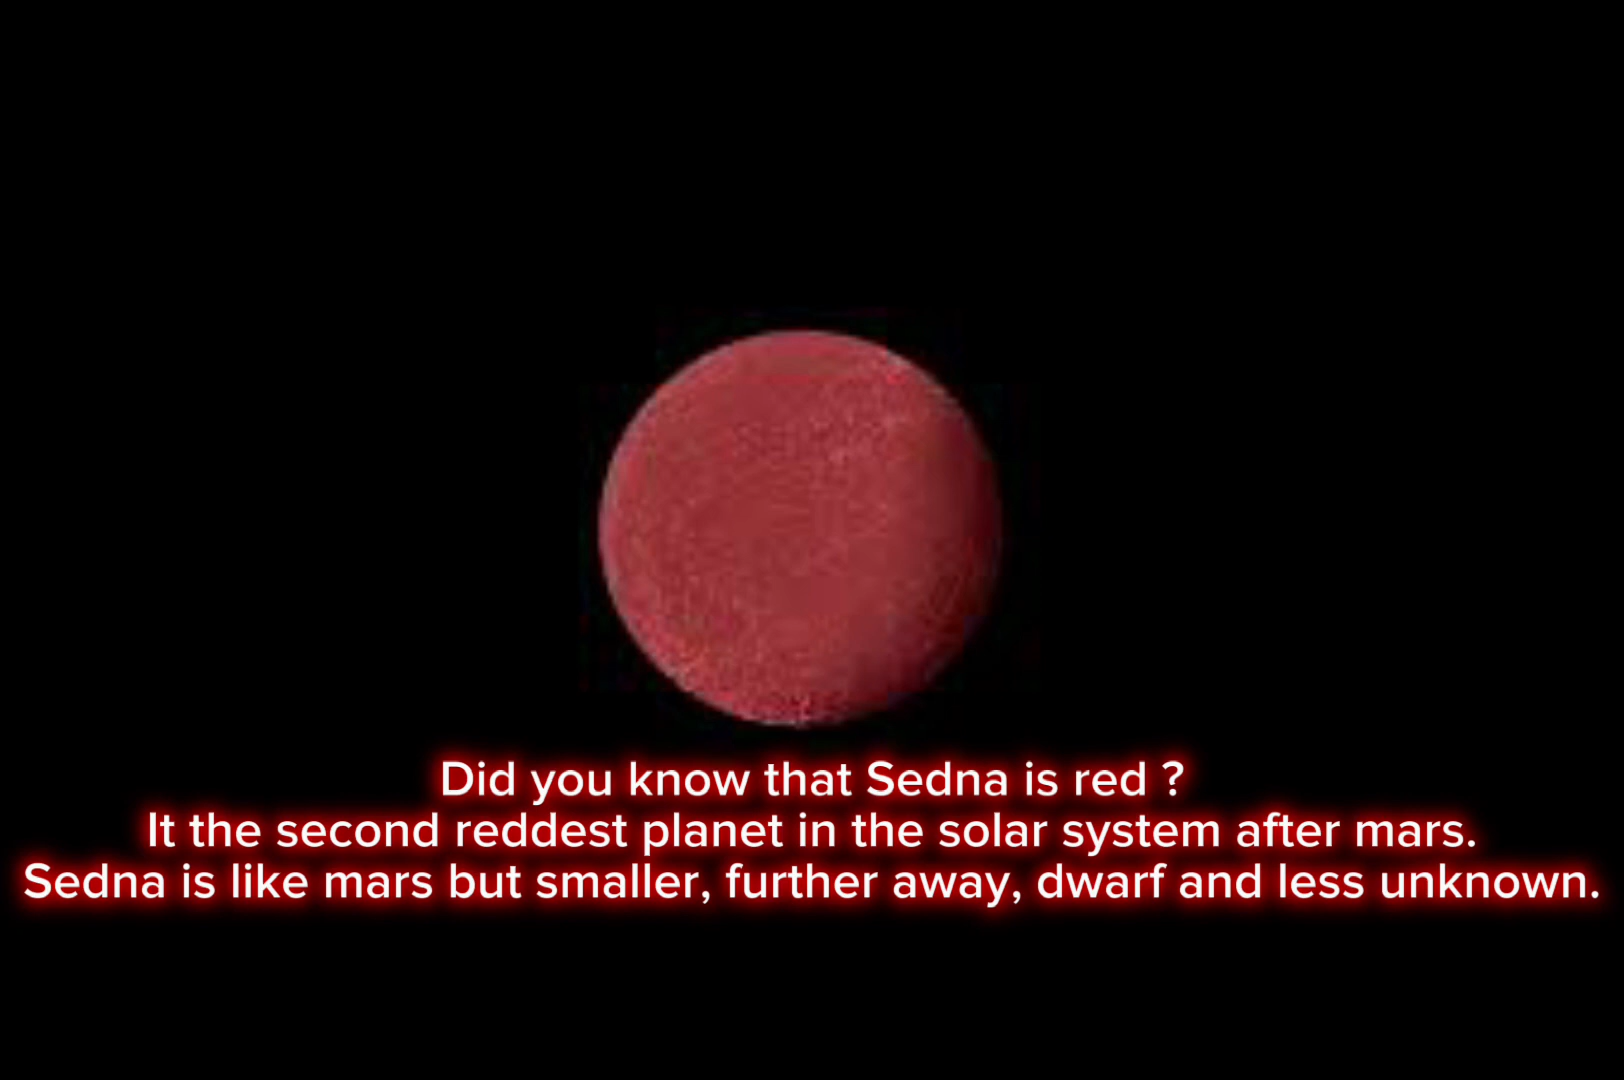 Did you know that Sedna is red ?
It the second reddest planet in the solar system after mars.
Sedna is like mars but smaller, further away, dwarf and less unknown.